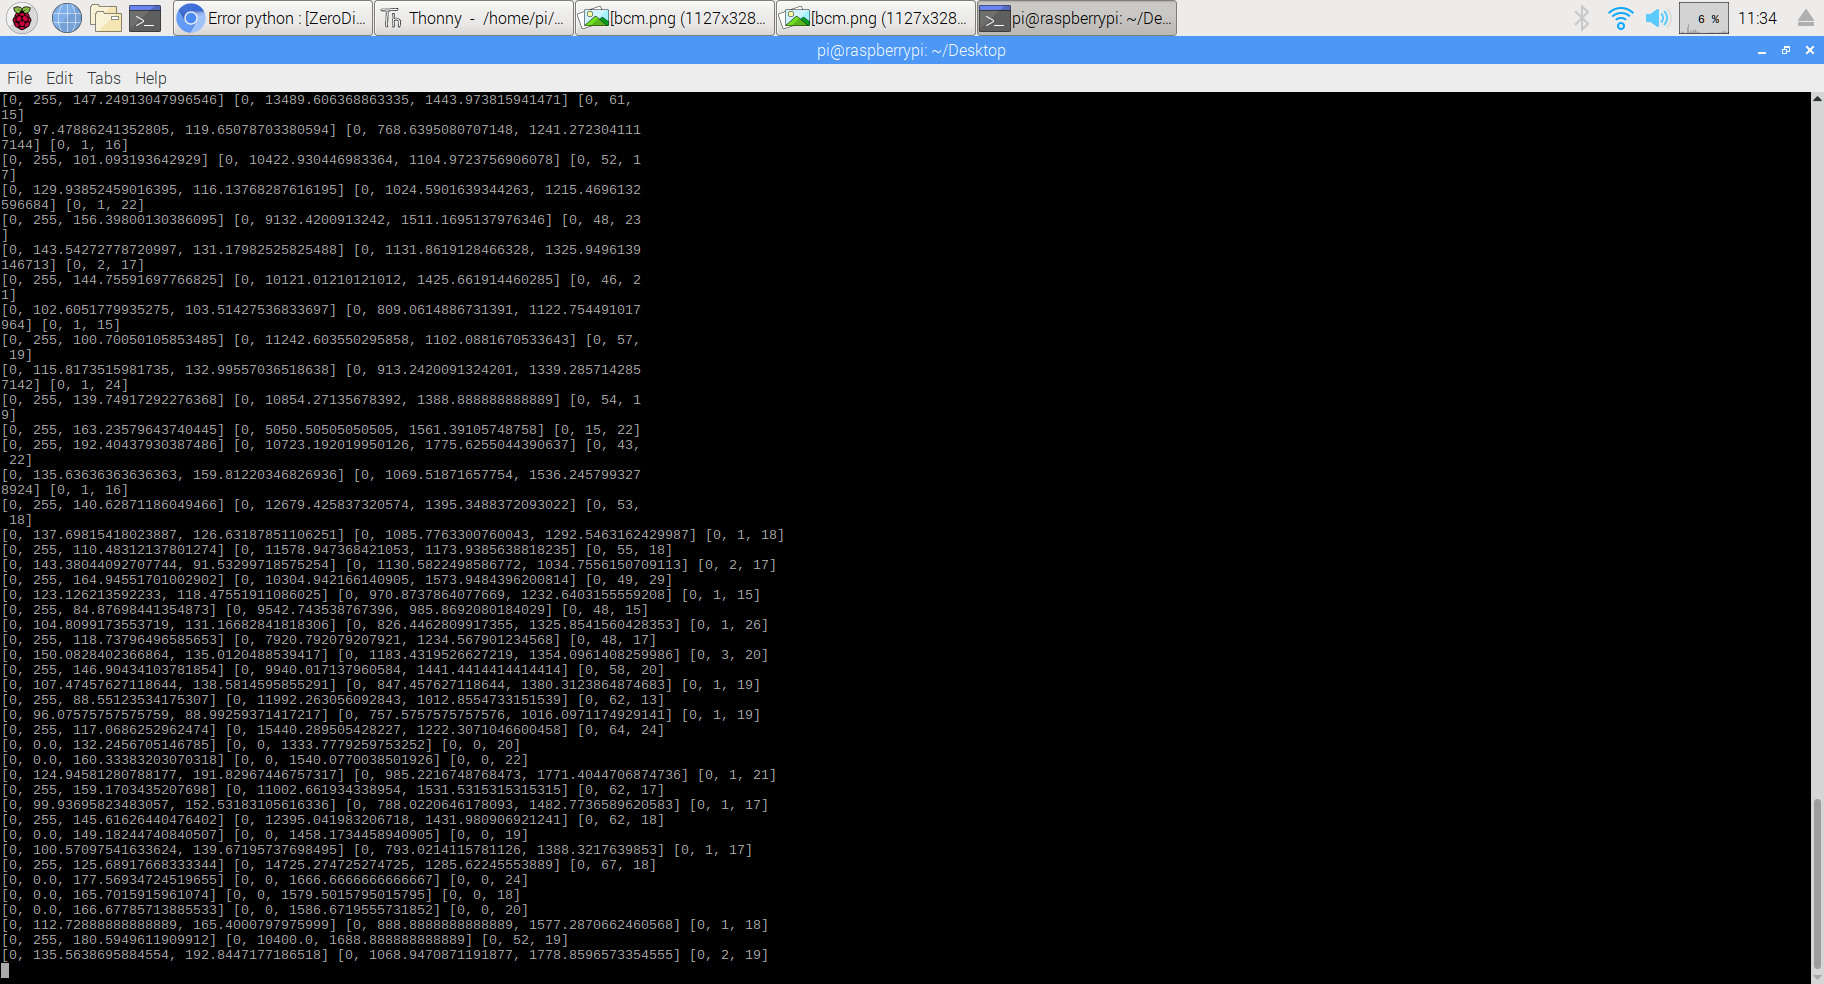 Error python : [ZeroDi...
Thonny - /home/pi/...
[bcm.png (1127x328...
[bcm.png (1127x328...
pi@raspberrypi: ~/De...
6 %
11:34
pi@raspberrypi: ~/Desktop
File Edit Tabs Help
[0, 255, 147.24913047996546] [0, 13489.606368863335, 1443.973815941471] [0, 61,
15]
[0, 97.47886241352805, 119.65078703380594] [0, 768.6395080707148, 1241.272304111
7144] [0, 1, 16]
[0, 255, 101.093193642929] [0, 10422.930446983364, 1104.9723756906078] [0, 52, 1
7]
[0, 129.93852459016395, 116.13768287616195] [0, 1024.5901639344263, 1215.4696132
596684] [0, 1, 22]
[0, 255, 156.39800130386095] [0, 9132.4200913242, 1511.1695137976346] [0, 48, 23
]
[0, 143.54272778720997, 131.17982525825488] [0, 1131.8619128466328, 1325.9496139
146713] [0, 2, 17]
[0, 255, 144.75591697766825] [0, 10121.01210121012, 1425.661914460285] [0, 46, 2
1]
[0, 102.6051779935275, 103.51427536833697] [0, 809.0614886731391, 1122.754491017
964] [0, 1, 15]
[0, 255, 100.70050105853485] [0, 11242.603550295858, 1102.0881670533643] [0, 57,
19]
[0, 115.8173515981735, 132.99557036518638] [0, 913.2420091324201, 1339.285714285
7142] [0, 1, 24]
[0, 255, 139.74917292276368] [0, 10854.27135678392, 1388.888888888889] [0, 54, 1
9]
[0, 255, 163.23579643740445] [0, 5050.50505050505, 1561.39105748758] [0, 15, 22]
[0, 255, 192.40437930387486] [0, 10723.192019950126, 1775.6255044390637] [0, 43,
22]
[0, 135.63636363636363, 159.81220346826936] [0, 1069.51871657754, 1536.245799327
8924] [0, 1, 16]
[0, 255, 140.62871186049466] [0, 12679.425837320574, 1395.3488372093022] [0, 53,
18]
[0, 137.69815418023887, 126.63187851106251] [0, 1085.7763300760043, 1292.5463162429987] [0, 1, 18]
[0, 255, 110.48312137801274] [0, 11578.947368421053, 1173.9385638818235] [0, 55, 18]
[0, 143.38044092707744, 91.53299718575254] [0, 1130.5822498586772, 1034.7556150709113] [0, 2, 17]
[0, 255, 164.94551701002902] [0, 10304.942166140905, 1573.9484396200814] [0, 49, 29]
[0, 123.126213592233, 118.47551911086025] [0, 970.8737864077669, 1232.6403155559208] [0, 1, 15]
[0, 255, 84.87698441354873] [0, 9542.743538767396, 985.8692080184029] [0, 48, 15]
[0, 104.8099173553719, 131.16682841818306] [0, 826.4462809917355, 1325.8541560428353] [0, 1, 26]
[0, 255, 118.73796496585653] [0, 7920.792079207921, 1234.567901234568] [0, 48, 17]
[0, 150.0828402366864, 135.0120488539417] [0, 1183.4319526627219, 1354.0961408259986] [0, 3, 20]
[0, 255, 146.90434103781854] [0, 9940.017137960584, 1441.4414414414414] [0, 58, 20]
[0, 107.47457627118644, 138.5814595855291] [0, 847.457627118644, 1380.3123864874683] [0, 1, 19]
[0, 255, 88.55123534175307] [0, 11992.263056092843, 1012.8554733151539] [0, 62, 13]
[0, 96.07575757575759, 88.99259371417217] [0, 757.5757575757576, 1016.0971174929141] [0, 1, 19]
[0, 255, 117.0686252962474] [0, 15440.289505428227, 1222.3071046600458] [0, 64, 24]
[0, 0.0, 132.2456705146785] [0, 0, 1333.7779259753252] [0, 0, 20]
[0, 0.0, 160.33383203070318] [0, 0, 1540.0770038501926] [0, 0, 22]
[0, 124.94581280788177, 191.82967446757317] [0, 985.2216748768473, 1771.4044706874736] [0, 1, 21]
[0, 255, 159.1703435207698] [0, 11002.661934338954, 1531.5315315315315] [0, 62, 17]
[0, 99.93695823483057, 152.53183105616336] [0, 788.0220646178093, 1482.7736589620583] [0, 1, 17]
[0, 255, 145.61626440476402] [0, 12395.041983206718, 1431.980906921241] [0, 62, 18]
[0, 0.0, 149.18244740840507] [0, 0, 1458.1734458940905] [0, 0, 19]
[0, 100.57097541633624, 139.67195737698495] [0, 793.0214115781126, 1388.3217639853] [0, 1, 17]
[0, 255, 125.68917668333344] [0, 14725.274725274725, 1285.62245553889] [0, 67, 18]
[0, 0.0, 177.56934724519655] [0, 0, 1666.6666666666667] [0, 0, 24]
[0, 0.0, 165.7015915961074] [0, 0, 1579.5015795015795] [0, 0, 18]
[0, 0.0, 166.67785713885533] [0, 0, 1586.6719555731852] [0, 0, 20]
[0, 112.72888888888889, 165.4000797975999] [0, 888.8888888888889, 1577.2870662460568] [0, 1, 18]
[0, 255, 180.5949611909912] [0, 10400.0, 1688.888888888889] [0, 52, 19]
[0, 135.5638695884554, 192.8447177186518] [0, 1068.9470871191877, 1778.8596573354555] [0, 2, 19]